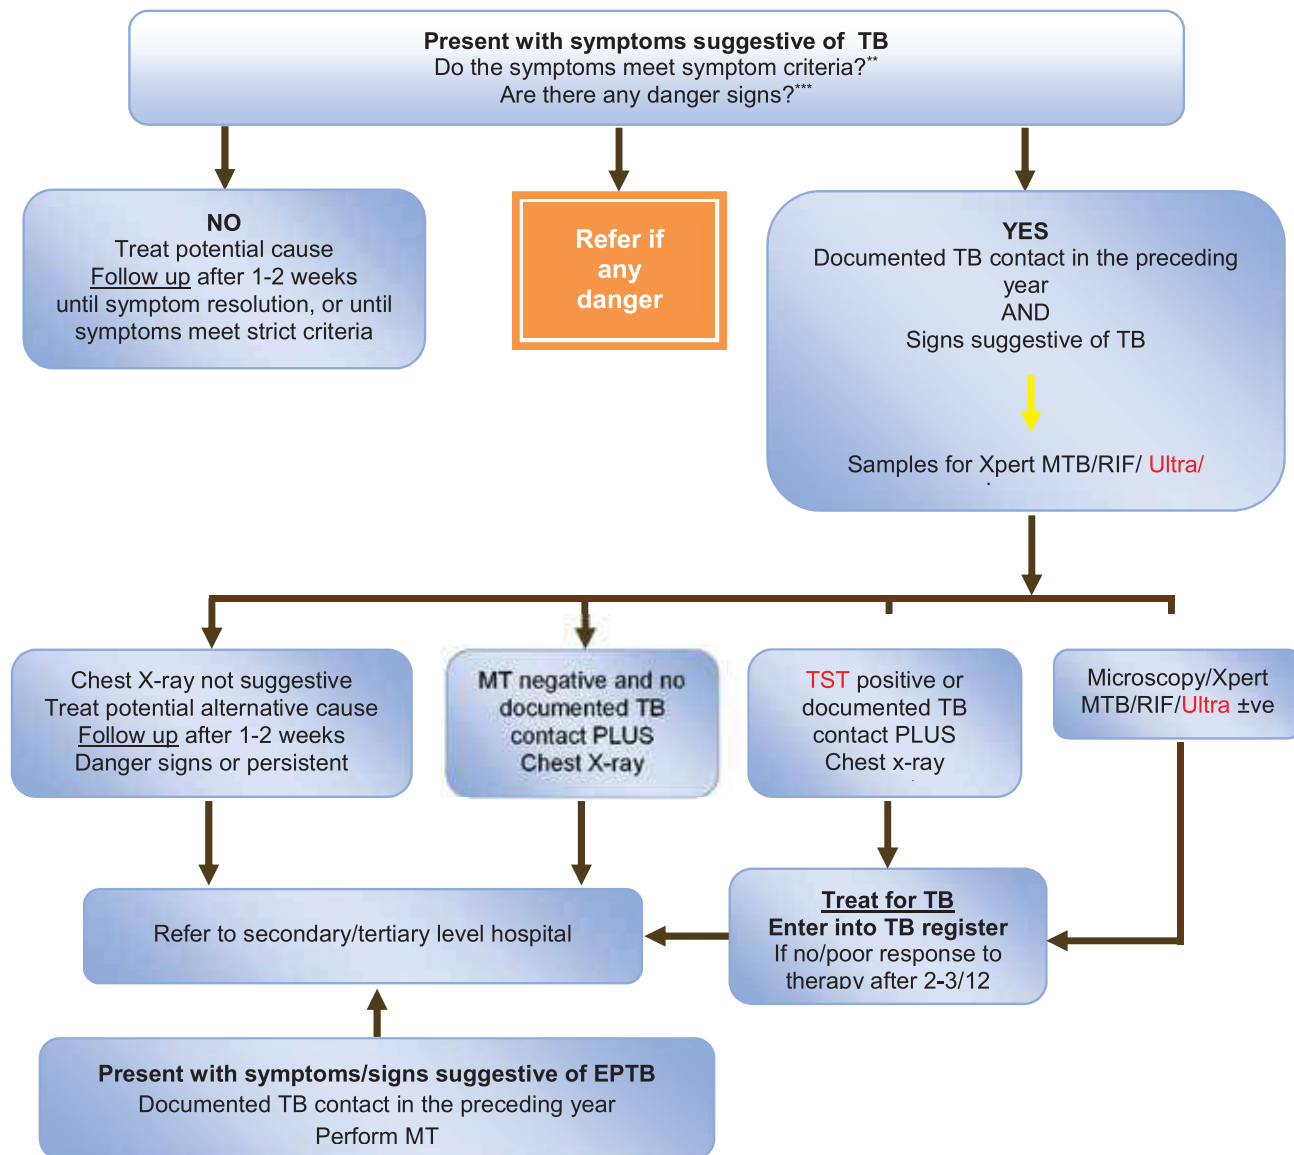 Present with symptoms suggestive of TB
Do the symptoms meet symptom criteria?**
Are there any danger signs?***
NO
Treat potential cause
Follow up after 1-2 weeks
until symptom resolution, or until
symptoms meet strict criteria
Refer if
any
danger
YES
Documented TB contact in the preceding
year
AND
Signs suggestive of TB
Samples for Xpert MTB/RIF/ Ultra/
Chest X-ray not suggestive
Treat potential alternative cause
Follow up after 1-2 weeks
Danger signs or persistent
MT negative and no
documented TB
contact PLUS
Chest X-ray
TST positive or
documented TB
contact PLUS
Chest x-ray
Microscopy/Xpert
MTB/RIF/Ultra ±ve
Refer to secondary/tertiary level hospital
Treat for TB
Enter into TB register
If no/poor response to
therapy after 2-3/12
Present with symptoms/signs suggestive of EPTB
Documented TB contact in the preceding year
Perform MT